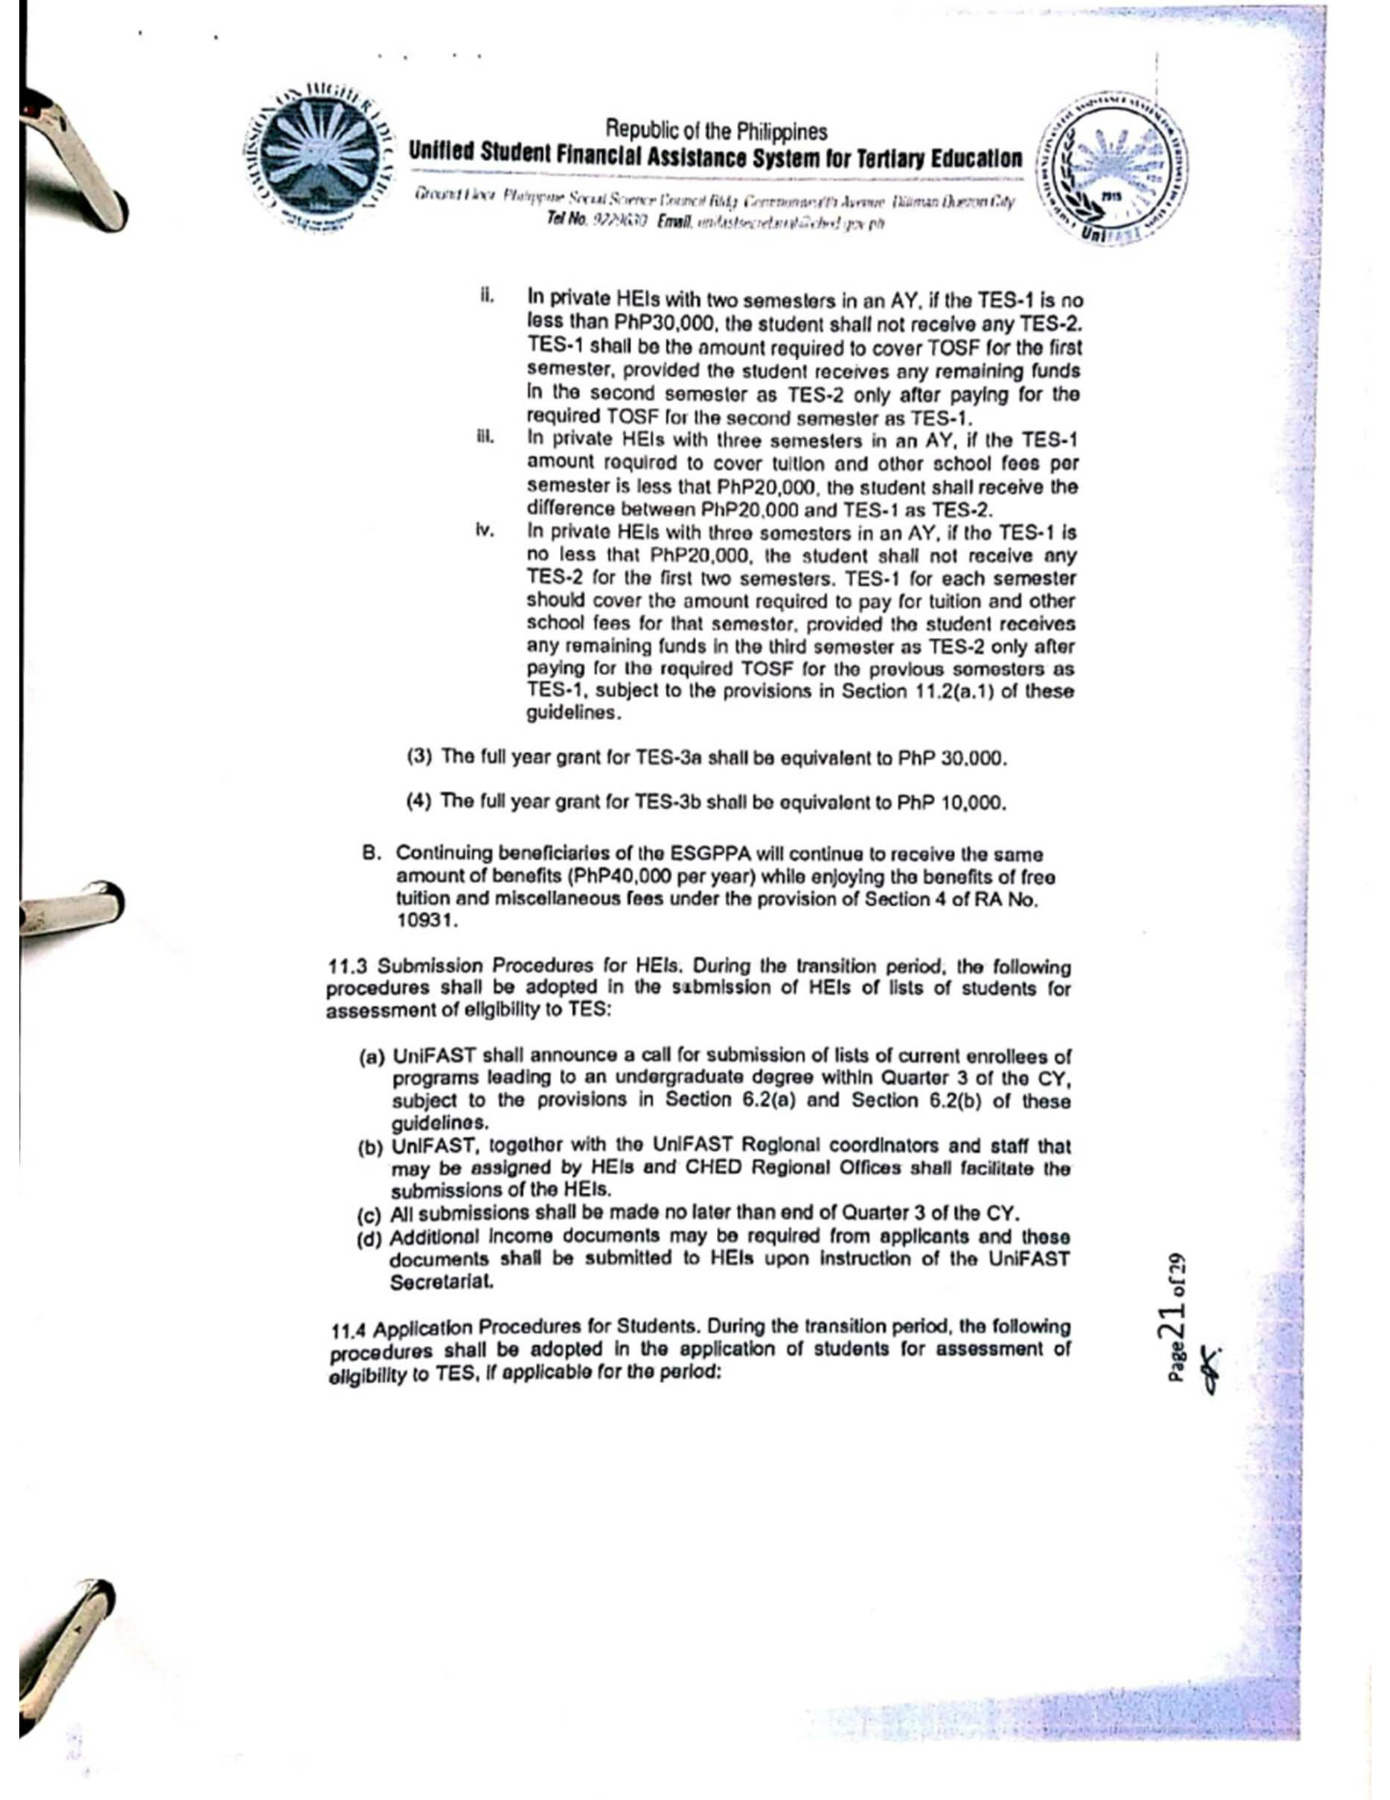 COMMISSION ON HIGHER EDUCATION
Republic of the Philippines
Unified Student Financial Assistance System for Tertiary Education
Ground Floor Philippine Social Science Council Bldg Commonwealth Avenue Diliman Quezon City
Tel No. Email.
2015
UniFAST
ii. In private HEIs with two semesters in an AY, if the TES-1 is no
less than PhP30,000, the student shall not receive any TES-2.
TES-1 shall be the amount required to cover TOSF for the first
semester, provided the student receives any remaining funds
in the second semester as TES-2 only after paying for the
required TOSF for the second semester as TES-1.
iii. In private HEIs with three semesters in an AY, if the TES-1
amount required to cover tuition and other school fees per
semester is less that PhP20,000, the student shall receive the
difference between PhP20,000 and TES-1 as TES-2.
iv. In private HEIs with three semesters in an AY, if the TES-1 is
no less that PhP20,000, the student shall not receive any
TES-2 for the first two semesters. TES-1 for each semester
should cover the amount required to pay for tuition and other
school fees for that semester, provided the student receives
any remaining funds in the third semester as TES-2 only after
paying for the required TOSF for the previous semesters as
TES-1, subject to the provisions in Section 11.2(a.1) of these
guidelines.
(3) The full year grant for TES-3a shall be equivalent to PhP 30,000.
(4) The full year grant for TES-3b shall be equivalent to PhP 10,000.
B. Continuing beneficiaries of the ESGPPA will continue to receive the same
amount of benefits (PhP40,000 per year) while enjoying the benefits of free
tuition and miscellaneous fees under the provision of Section 4 of RA No.
10931.
11.3 Submission Procedures for HEIs. During the transition period, the following
procedures shall be adopted in the submission of HEIs of lists of students for
assessment of eligibility to TES:
(a) UniFAST shall announce a call for submission of lists of current enrollees of
programs leading to an undergraduate degree within Quarter 3 of the CY,
subject to the provisions in Section 6.2(a) and Section 6.2(b) of these
guidelines.
(b) UniFAST, together with the UniFAST Regional coordinators and staff that
may be assigned by HEIs and CHED Regional Offices shall facilitate the
submissions of the HEIs.
(c) All submissions shall be made no later than end of Quarter 3 of the CY.
(d) Additional income documents may be required from applicants and these
documents shall be submitted to HEIs upon instruction of the UniFAST
Secretariat.
11.4 Application Procedures for Students. During the transition period, the following
procedures shall be adopted in the application of students for assessment of
eligibility to TES, if applicable for the period:
Page 21 of 29